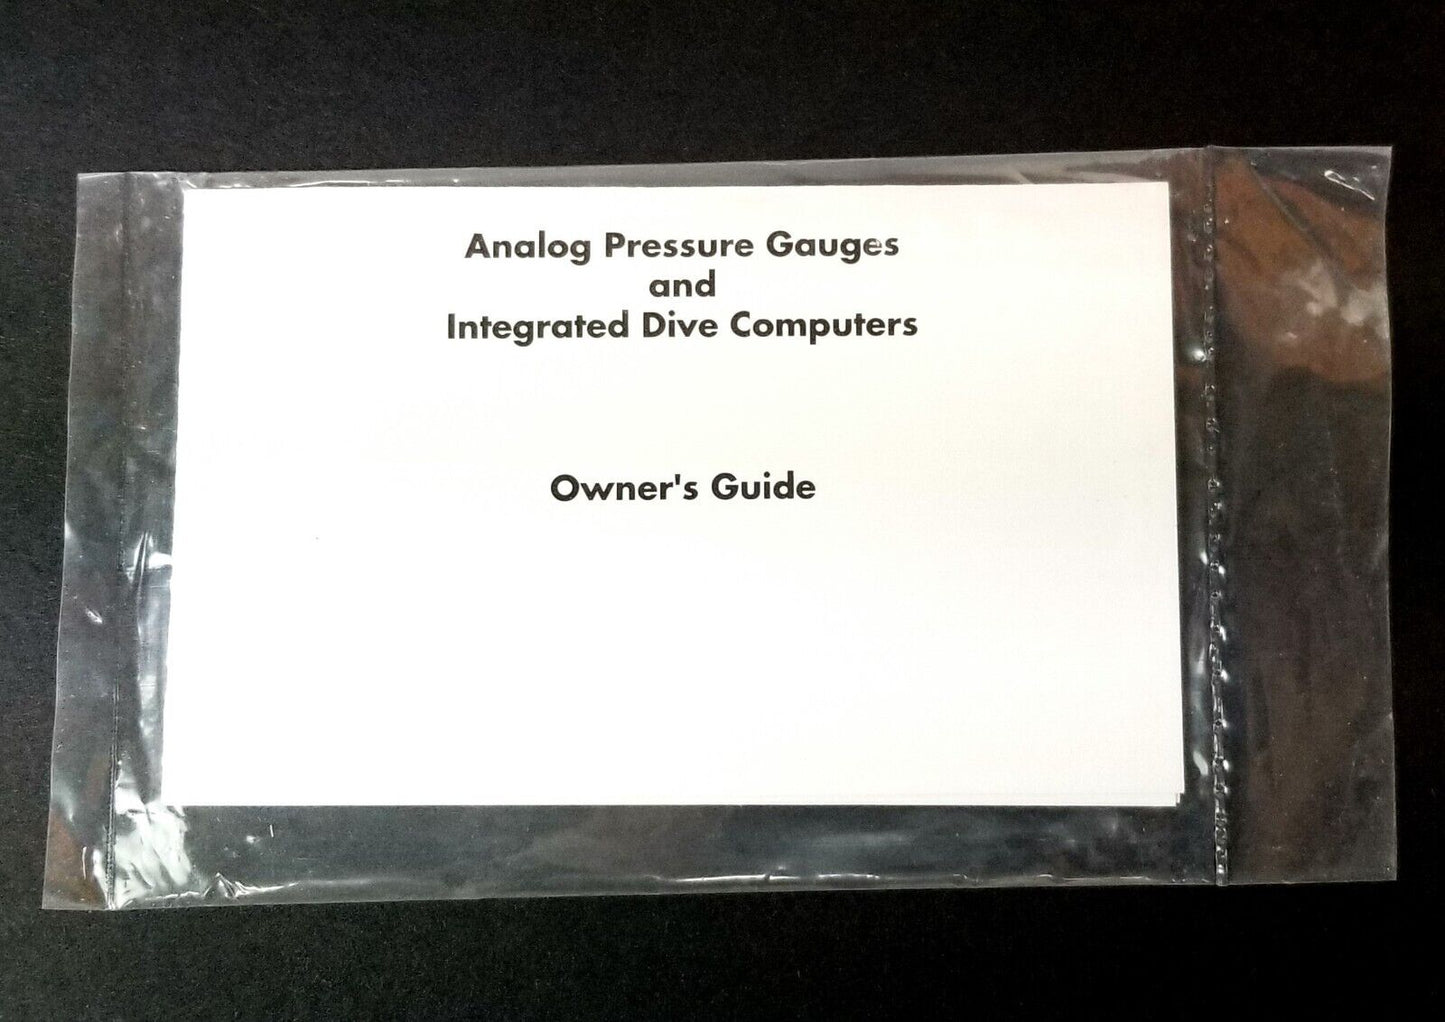 Analog Pressure Gauges
and
Integrated Dive Computers
Owner's Guide